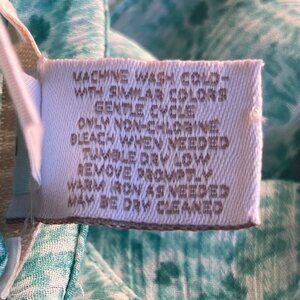 MACHINE WASH COLD-
WITH SIMILAR COLORS
GENTLE CYCLE
ONLY NON-CHLORINE
BLEACH WHEN NEEDED
TUMBLE DRY LOW
REMOVE PROMPTLY
WARM IRON AS NEEDED
MAY BE DRY CLEANED